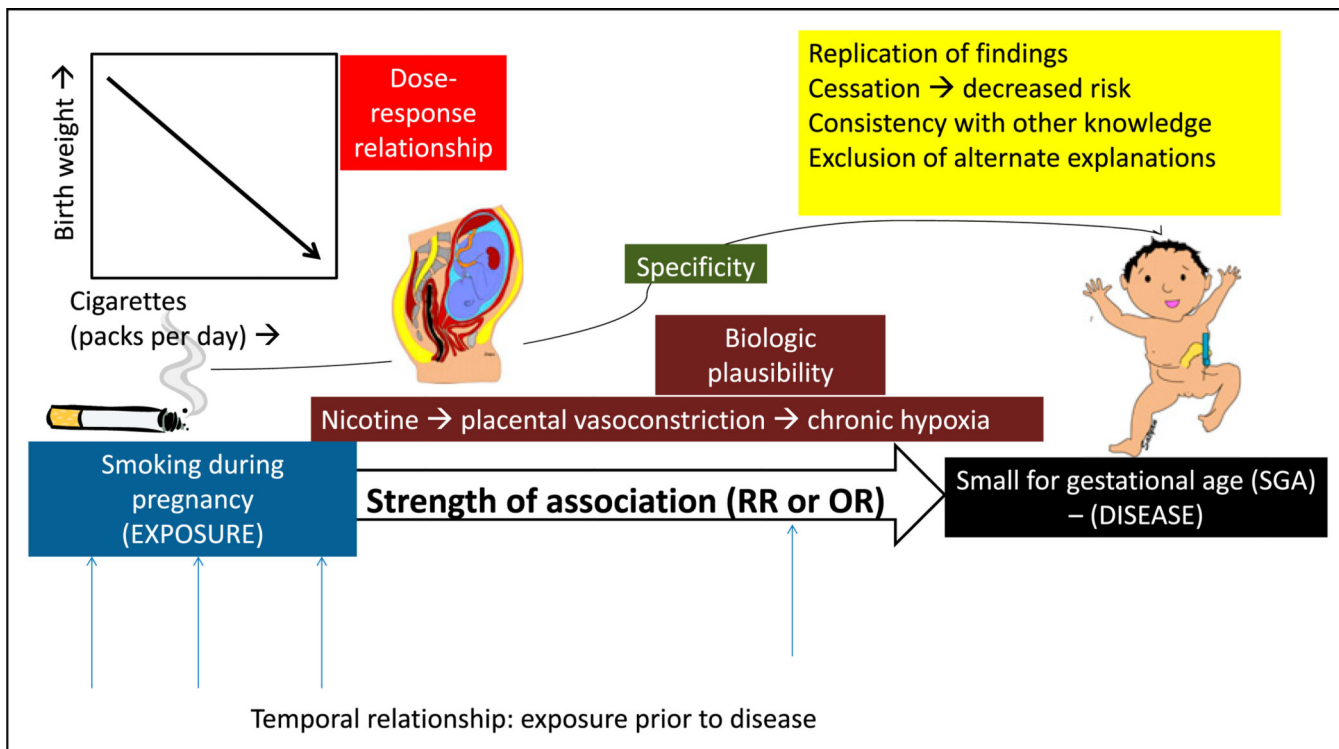 Birth weight →
Dose-
response
relationship
Cigarettes
(packs per day) →
Replication of findings
Cessation → decreased risk
Consistency with other knowledge
Exclusion of alternate explanations
Specificity
Biologic
plausibility
Nicotine → placental vasoconstriction → chronic hypoxia
Smoking during
pregnancy
(EXPOSURE)
Strength of association (RR or OR)
Small for gestational age (SGA)
– (DISEASE)
Temporal relationship: exposure prior to disease